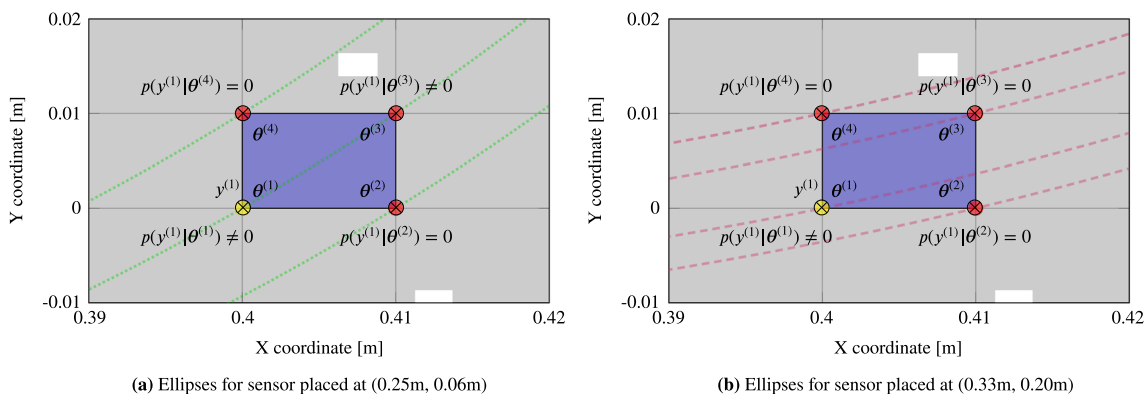 0.02
p(y⁽¹⁾|θ⁽⁴⁾) = 0
p(y⁽¹⁾|θ⁽³⁾) ≠ 0
0.01
θ⁽⁴⁾
θ⁽³⁾
Y coordinate [m]
y⁽¹⁾
θ⁽¹⁾
θ⁽²⁾
0
p(y⁽¹⁾|θ⁽¹⁾) ≠ 0
p(y⁽¹⁾|θ⁽²⁾) = 0
-0.01
0.39
0.4
0.41
0.42
X coordinate [m]
(a) Ellipses for sensor placed at (0.25m, 0.06m)
0.02
p(y⁽¹⁾|θ⁽⁴⁾) = 0
p(y⁽¹⁾|θ⁽³⁾) = 0
0.01
θ⁽⁴⁾
θ⁽³⁾
Y coordinate [m]
y⁽¹⁾
θ⁽¹⁾
θ⁽²⁾
0
p(y⁽¹⁾|θ⁽¹⁾) ≠ 0
p(y⁽¹⁾|θ⁽²⁾) = 0
-0.01
0.39
0.4
0.41
0.42
X coordinate [m]
(b) Ellipses for sensor placed at (0.33m, 0.20m)